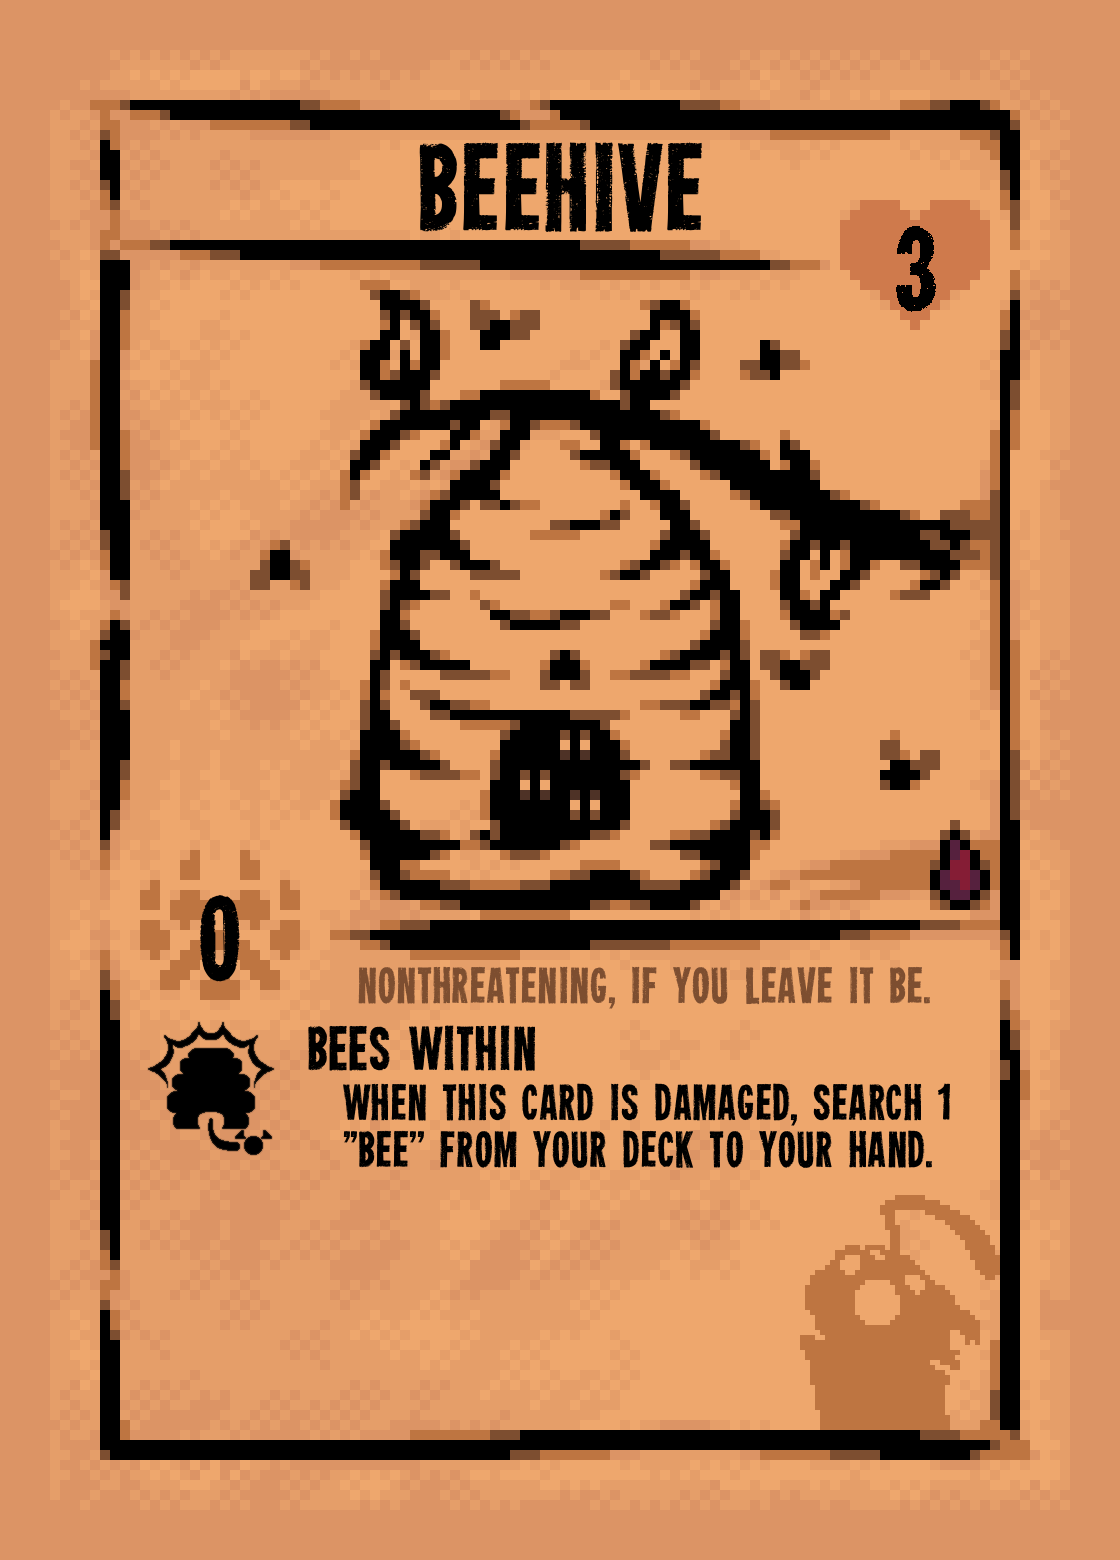 BEEHIVE
3
0
NONTHREATENING, IF YOU LEAVE IT BE.
BEES WITHIN
WHEN THIS CARD IS DAMAGED, SEARCH 1
"BEE" FROM YOUR DECK TO YOUR HAND.